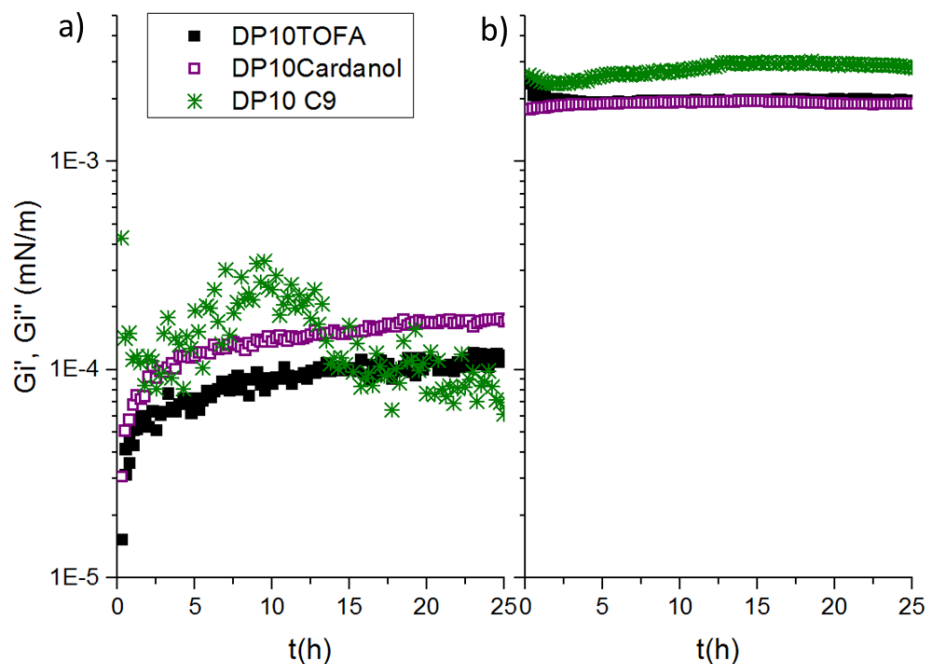 a)
DP10TOFA
DP10Cardanol
DP10 C9
b)
1E-3
1E-4
1E-5
Gi', Gi'' (mN/m)
0 5 10 15 20 25
0 5 10 15 20 25
t(h)
t(h)